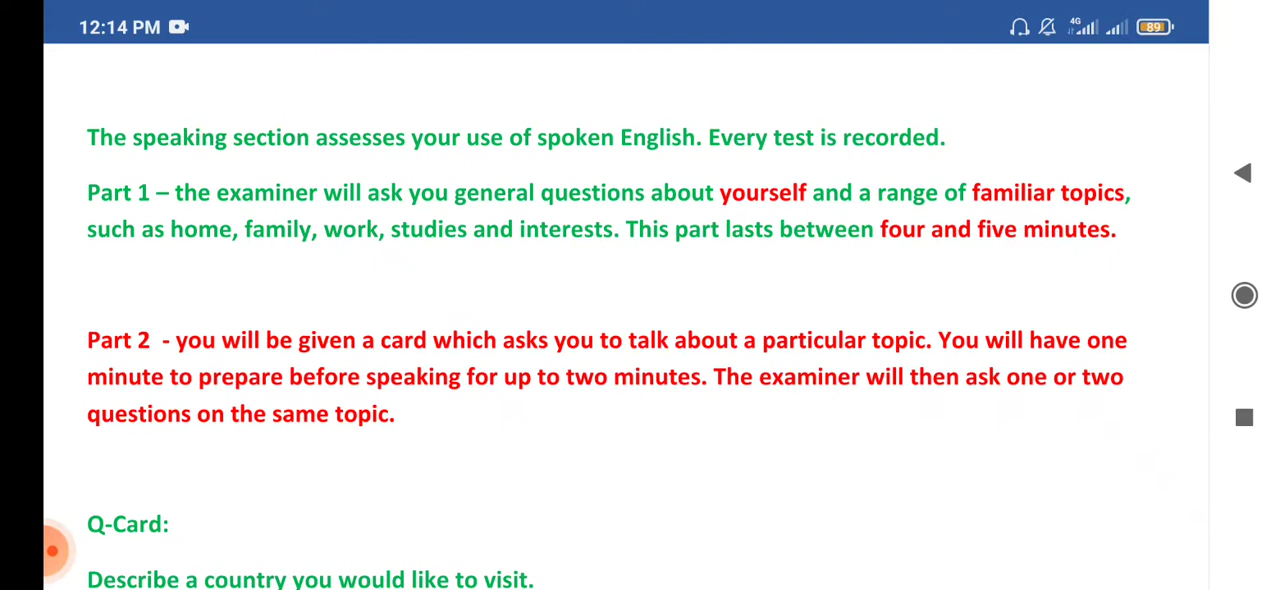 12:14 PM
4G
89
The speaking section assesses your use of spoken English. Every test is recorded.
Part 1 – the examiner will ask you general questions about yourself and a range of familiar topics,
such as home, family, work, studies and interests. This part lasts between four and five minutes.
Part 2  - you will be given a card which asks you to talk about a particular topic. You will have one
minute to prepare before speaking for up to two minutes. The examiner will then ask one or two
questions on the same topic.
Q-Card:
Describe a country you would like to visit.